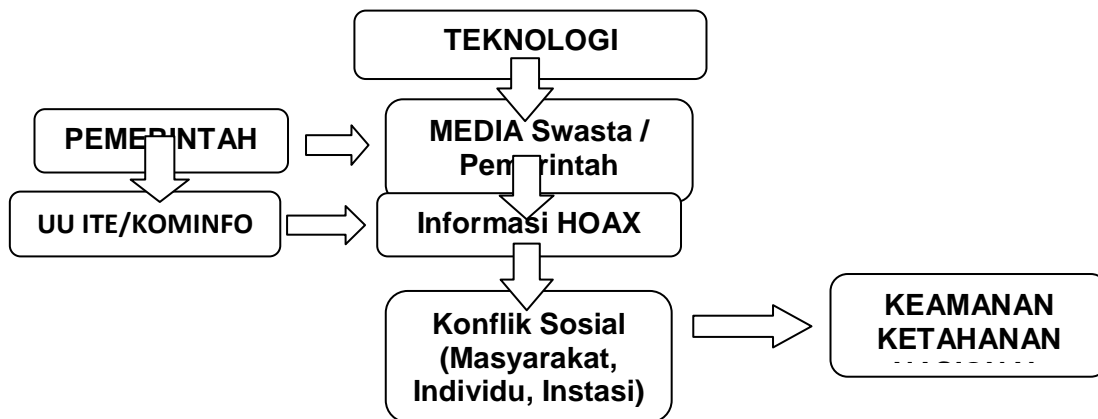 TEKNOLOGI
PEMERINTAH
MEDIA Swasta /
Pemerintah
UU ITE/KOMINFO
Informasi HOAX
Konflik Sosial
(Masyarakat,
Individu, Instasi)
KEAMANAN
KETAHANAN